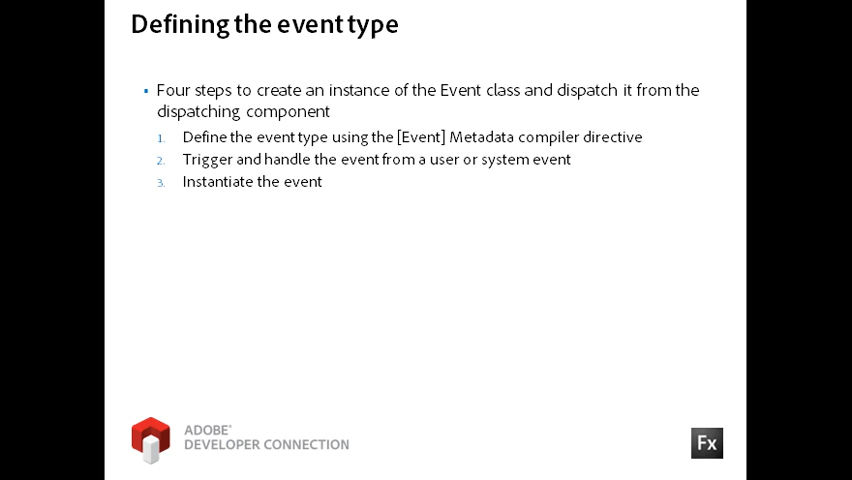 Defining the event type
▪ Four steps to create an instance of the Event class and dispatch it from the
dispatching component
1. Define the event type using the [Event] Metadata compiler directive
2. Trigger and handle the event from a user or system event
3. Instantiate the event
ADOBE®
DEVELOPER CONNECTION
Fx